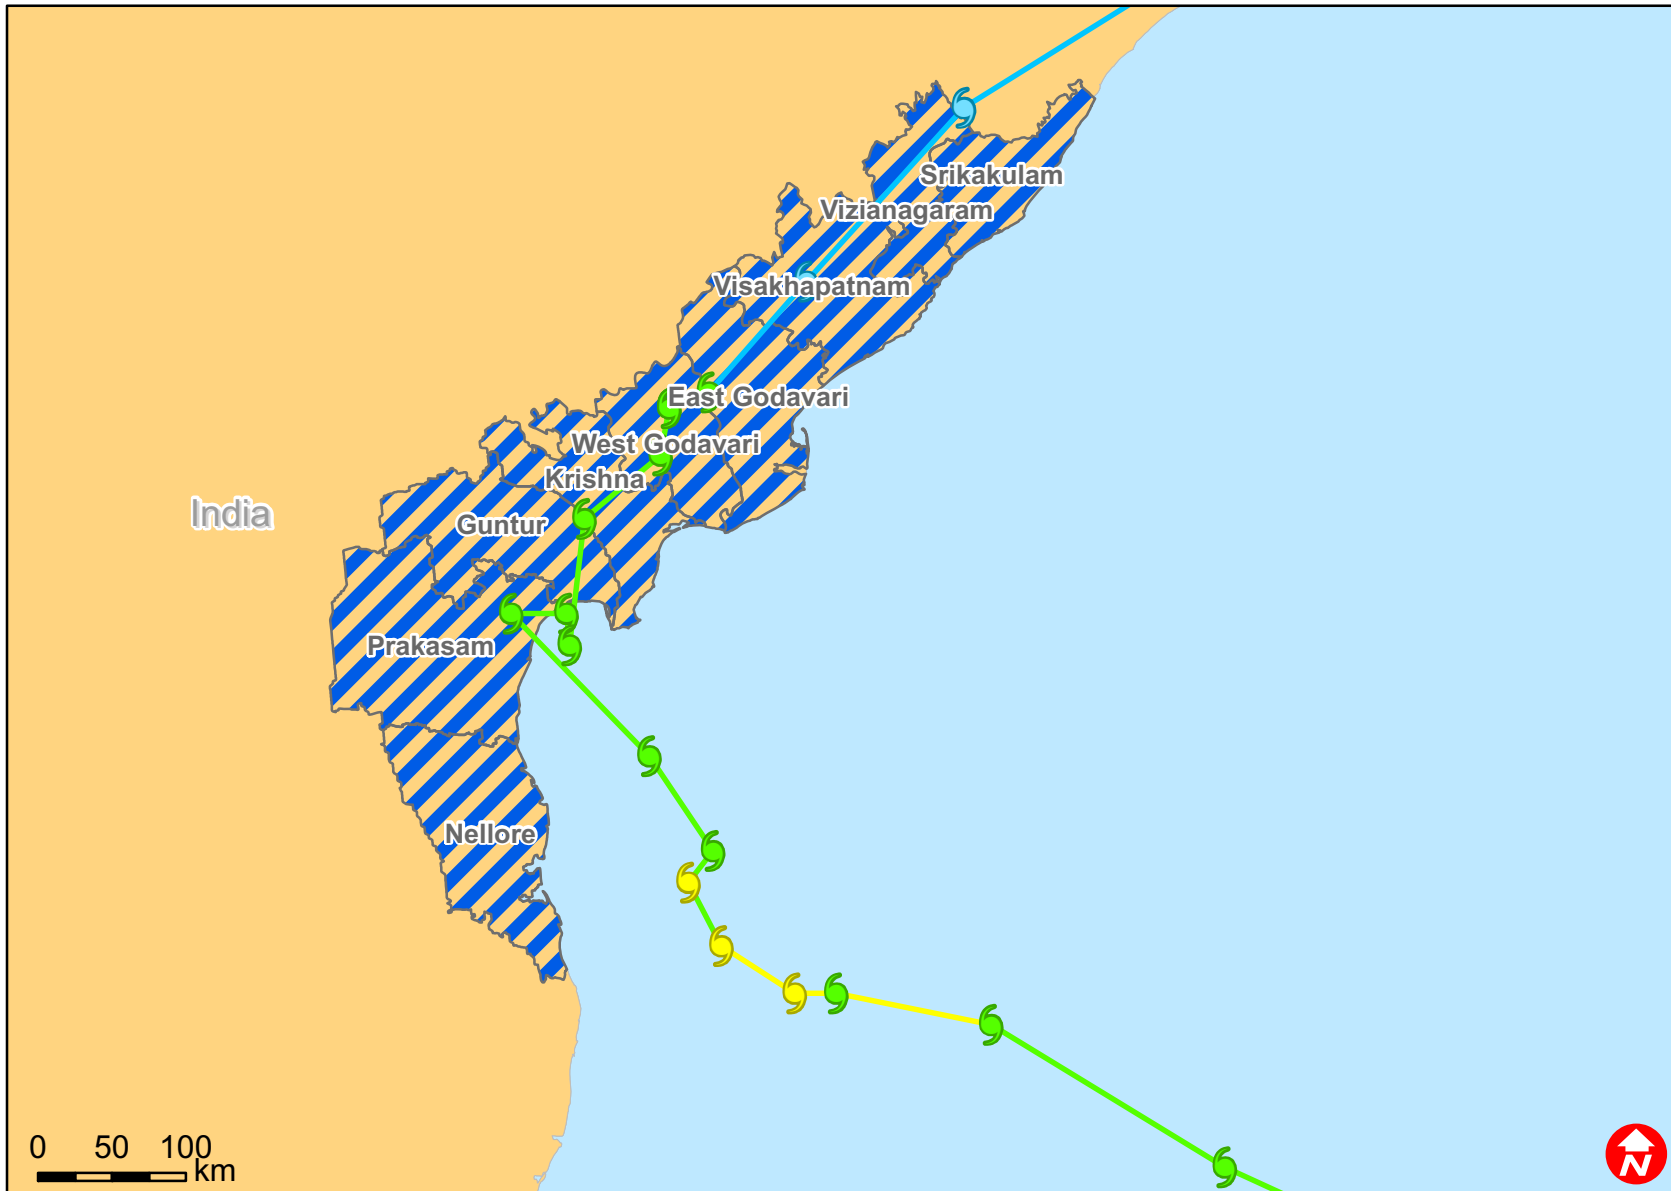 Srikakulam
Vizianagaram
Visakhapatnam
East Godavari
West Godavari
Krishna
India
Guntur
Prakasam
Nellore
0 50 100
km
N